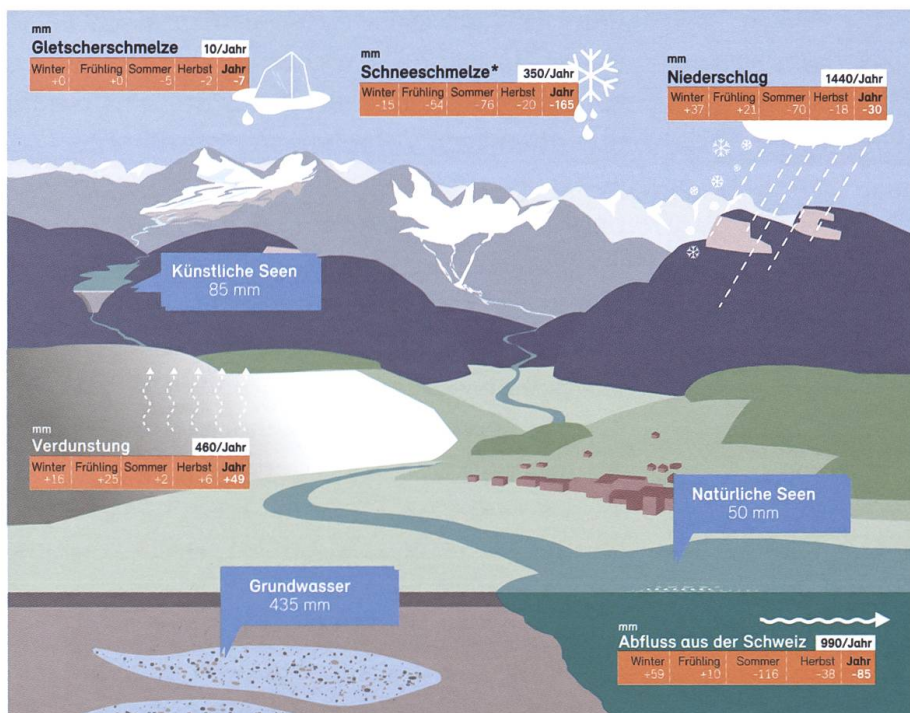 mm
Gletscherschmelze 10/Jahr
Winter Frühling Sommer Herbst Jahr
+0 +0 -5 -2 -7
mm
Schneeschmelze* 350/Jahr
Winter Frühling Sommer Herbst Jahr
-15 -54 -76 -20 -165
mm
Niederschlag 1440/Jahr
Winter Frühling Sommer Herbst Jahr
+37 +21 -70 -18 -30
Künstliche Seen
85 mm
mm
Verdunstung 460/Jahr
Winter Frühling Sommer Herbst Jahr
+16 +25 +2 +6 +49
Natürliche Seen
50 mm
Grundwasser
435 mm
mm
Abfluss aus der Schweiz 990/Jahr
Winter Frühling Sommer Herbst Jahr
+59 +10 -116 -38 -85